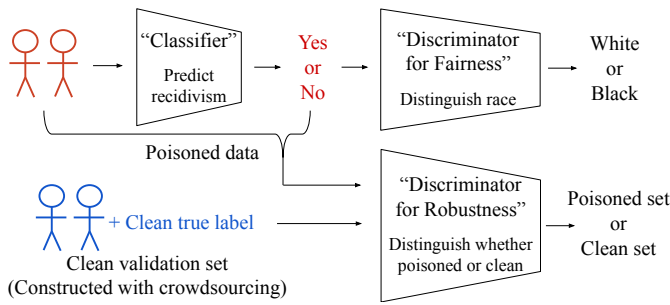 “Classifier”
Predict
recidivism
Yes
or
No
“Discriminator
for Fairness”
Distinguish race
White
or
Black
Poisoned data
+ Clean true label
Clean validation set
(Constructed with crowdsourcing)
“Discriminator
for Robustness”
Distinguish whether
poisoned or clean
Poisoned set
or
Clean set